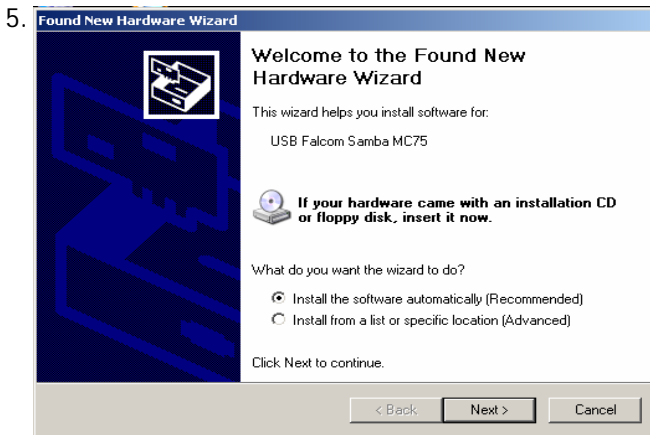 5.
Found New Hardware Wizard
Welcome to the Found New
Hardware Wizard
This wizard helps you install software for:
USB Falcom Samba MC75
If your hardware came with an installation CD
or floppy disk, insert it now.
What do you want the wizard to do?
Install the software automatically (Recommended)
Install from a list or specific location (Advanced)
Click Next to continue.
< Back Next > Cancel